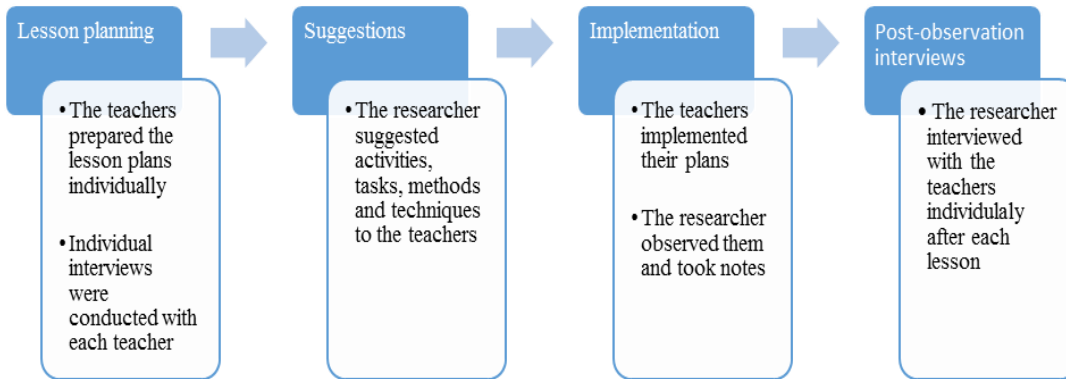 Lesson planning
• The teachers
prepared the
lesson plans
individually
• Individual
interviews
were
conducted with
each teacher
Suggestions
• The researcher
suggested
activities,
tasks, methods
and techniques
to the teachers
Implementation
• The teachers
implemented
their plans
• The researcher
observed them
and took notes
Post-observation
interviews
• The researcher
interviewed
with the
teachers
individulaly
after each
lesson